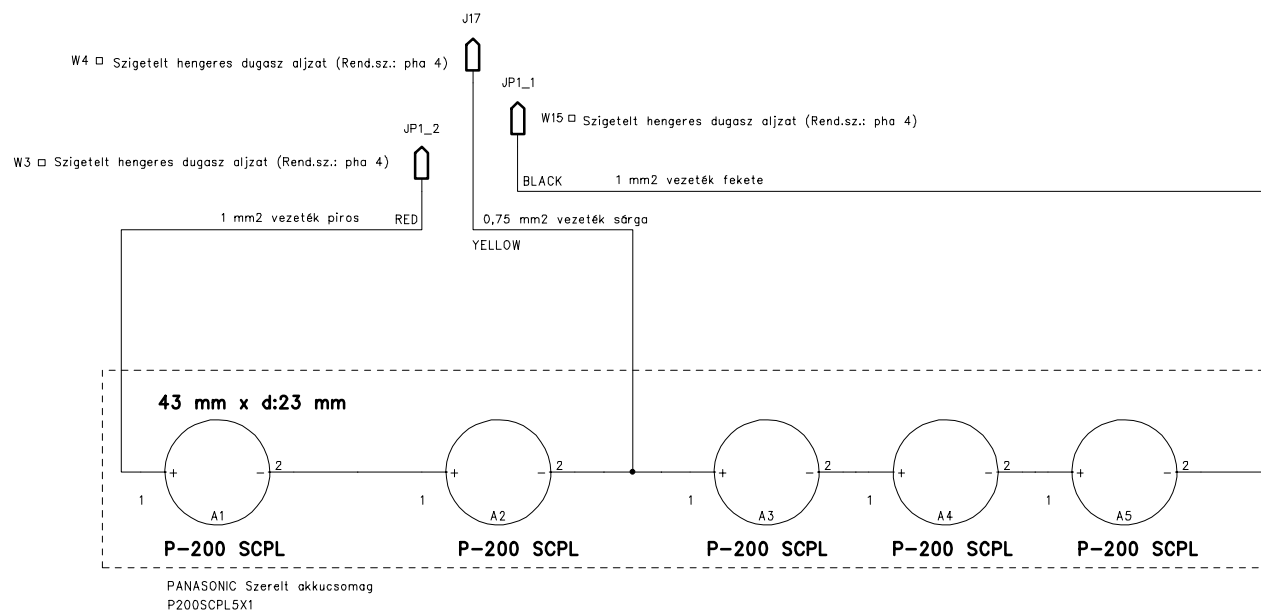 J17
W4 Szigetelt hengeres dugasz aljzat (Rend.sz.: pha 4)
JP1_1
W15 Szigetelt hengeres dugasz aljzat (Rend.sz.: pha 4)
JP1_2
W3 Szigetelt hengeres dugasz aljzat (Rend.sz.: pha 4)
BLACK 1 mm2 vezeték fekete
1 mm2 vezeték piros RED 0,75 mm2 vezeték sárga
YELLOW
43 mm x d:23 mm
+ - 2 + - 2 + - 2 + - 2 + - 2
1 1 1 1 1
A1 A2 A3 A4 A5
P-200 SCPL P-200 SCPL P-200 SCPL P-200 SCPL P-200 SCPL
PANASONIC Szerelt akkucsomag
P200SCPL5X1